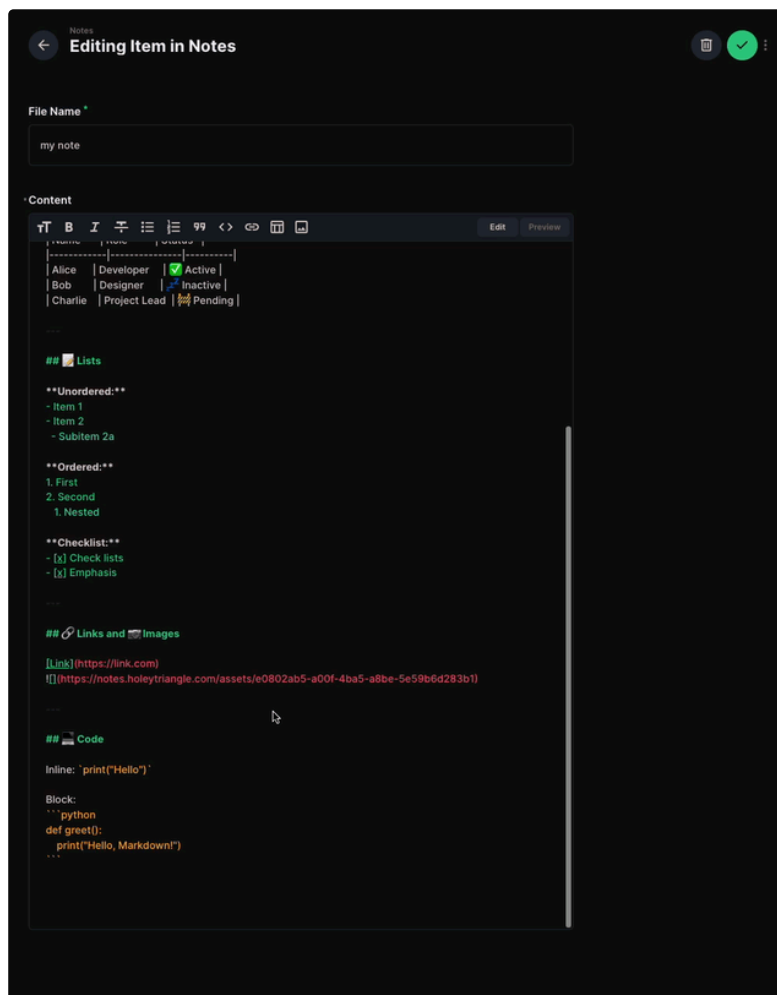 Notes
Editing Item in Notes
File Name *
my note
* Content
Edit Preview
| Name | Role | Status |
|------------|---------------|----------|
| Alice | Developer | ✅ Active |
| Bob | Designer | 💤 Inactive |
| Charlie | Project Lead | 🚧 Pending |
---
## 📝 Lists
**Unordered:**
- Item 1
- Item 2
  - Subitem 2a
**Ordered:**
1. First
2. Second
   1. Nested
**Checklist:**
- [x] Check lists
- [x] Emphasis
---
## 🔗 Links and 📷 Images
[Link](https://link.com)
![](https://notes.holeytriangle.com/assets/e0802ab5-a00f-4ba5-a8be-5e59b6d283b1)
---
## 💻 Code
Inline: `print("Hello")`
Block:
```python
def greet():
    print("Hello, Markdown!")
```